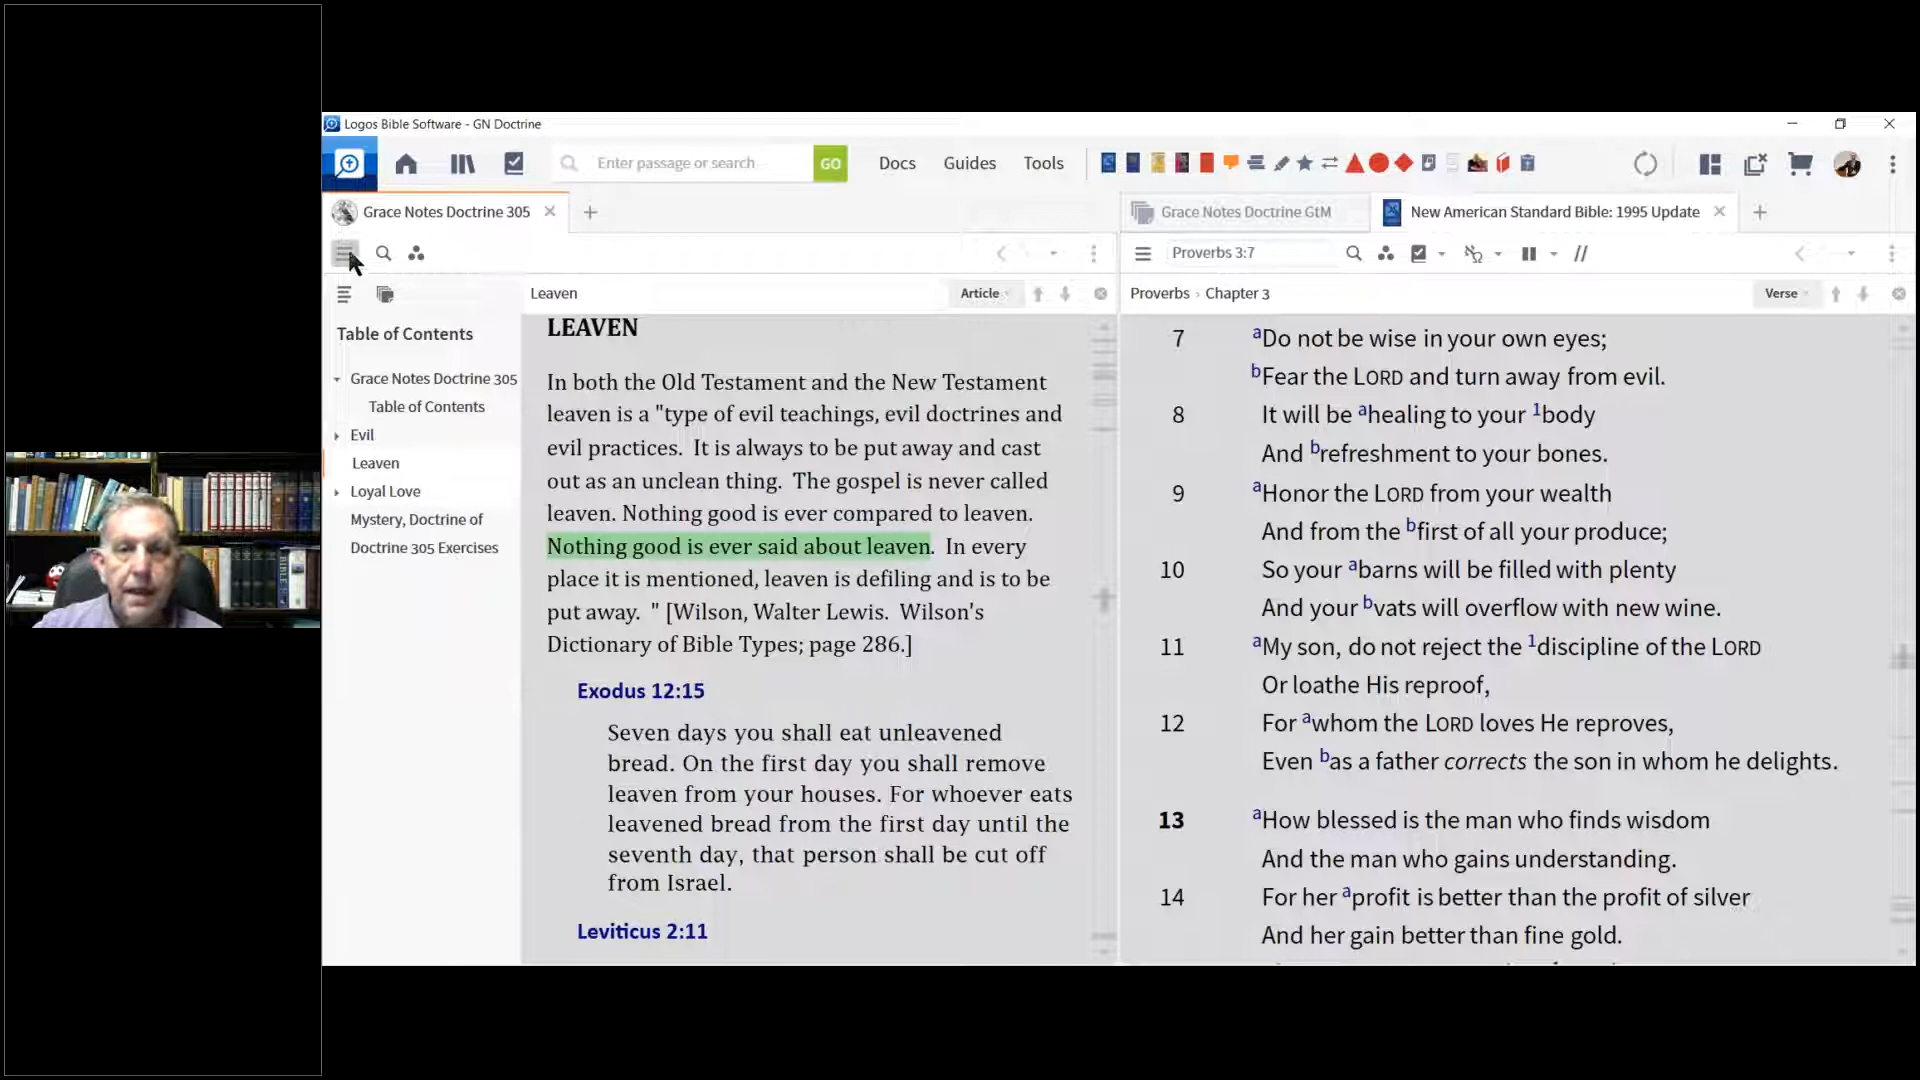 Logos Bible Software - GN Doctrine
Enter passage or search
GO
Docs
Guides
Tools
Grace Notes Doctrine 305
Grace Notes Doctrine GtM
New American Standard Bible: 1995 Update
Proverbs 3:7
Leaven
Article
Proverbs › Chapter 3
Verse
Table of Contents
Grace Notes Doctrine 305
Table of Contents
Evil
Leaven
Loyal Love
Mystery, Doctrine of
Doctrine 305 Exercises
LEAVEN
In both the Old Testament and the New Testament
leaven is a "type of evil teachings, evil doctrines and
evil practices.  It is always to be put away and cast
out as an unclean thing.  The gospel is never called
leaven. Nothing good is ever compared to leaven.
Nothing good is ever said about leaven.  In every
place it is mentioned, leaven is defiling and is to be
put away. " [Wilson, Walter Lewis.  Wilson's
Dictionary of Bible Types; page 286.]
Exodus 12:15
Seven days you shall eat unleavened
bread. On the first day you shall remove
leaven from your houses. For whoever eats
leavened bread from the first day until the
seventh day, that person shall be cut off
from Israel.
Leviticus 2:11
7 aDo not be wise in your own eyes;
bFear the LORD and turn away from evil.
8 It will be ahealing to your 1body
And brefreshment to your bones.
9 aHonor the LORD from your wealth
And from the bfirst of all your produce;
10 So your abarns will be filled with plenty
And your bvats will overflow with new wine.
11 aMy son, do not reject the 1discipline of the LORD
Or loathe His reproof,
12 For awhom the LORD loves He reproves,
Even bas a father corrects the son in whom he delights.
13 aHow blessed is the man who finds wisdom
And the man who gains understanding.
14 For her aprofit is better than the profit of silver
And her gain better than fine gold.